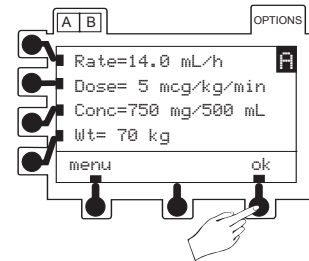 A B
OPTIONS
Rate=14.0 mL/h A
Dose= 5 mcg/kg/min
Conc=750 mg/500 mL
Wt= 70 kg
menu ok